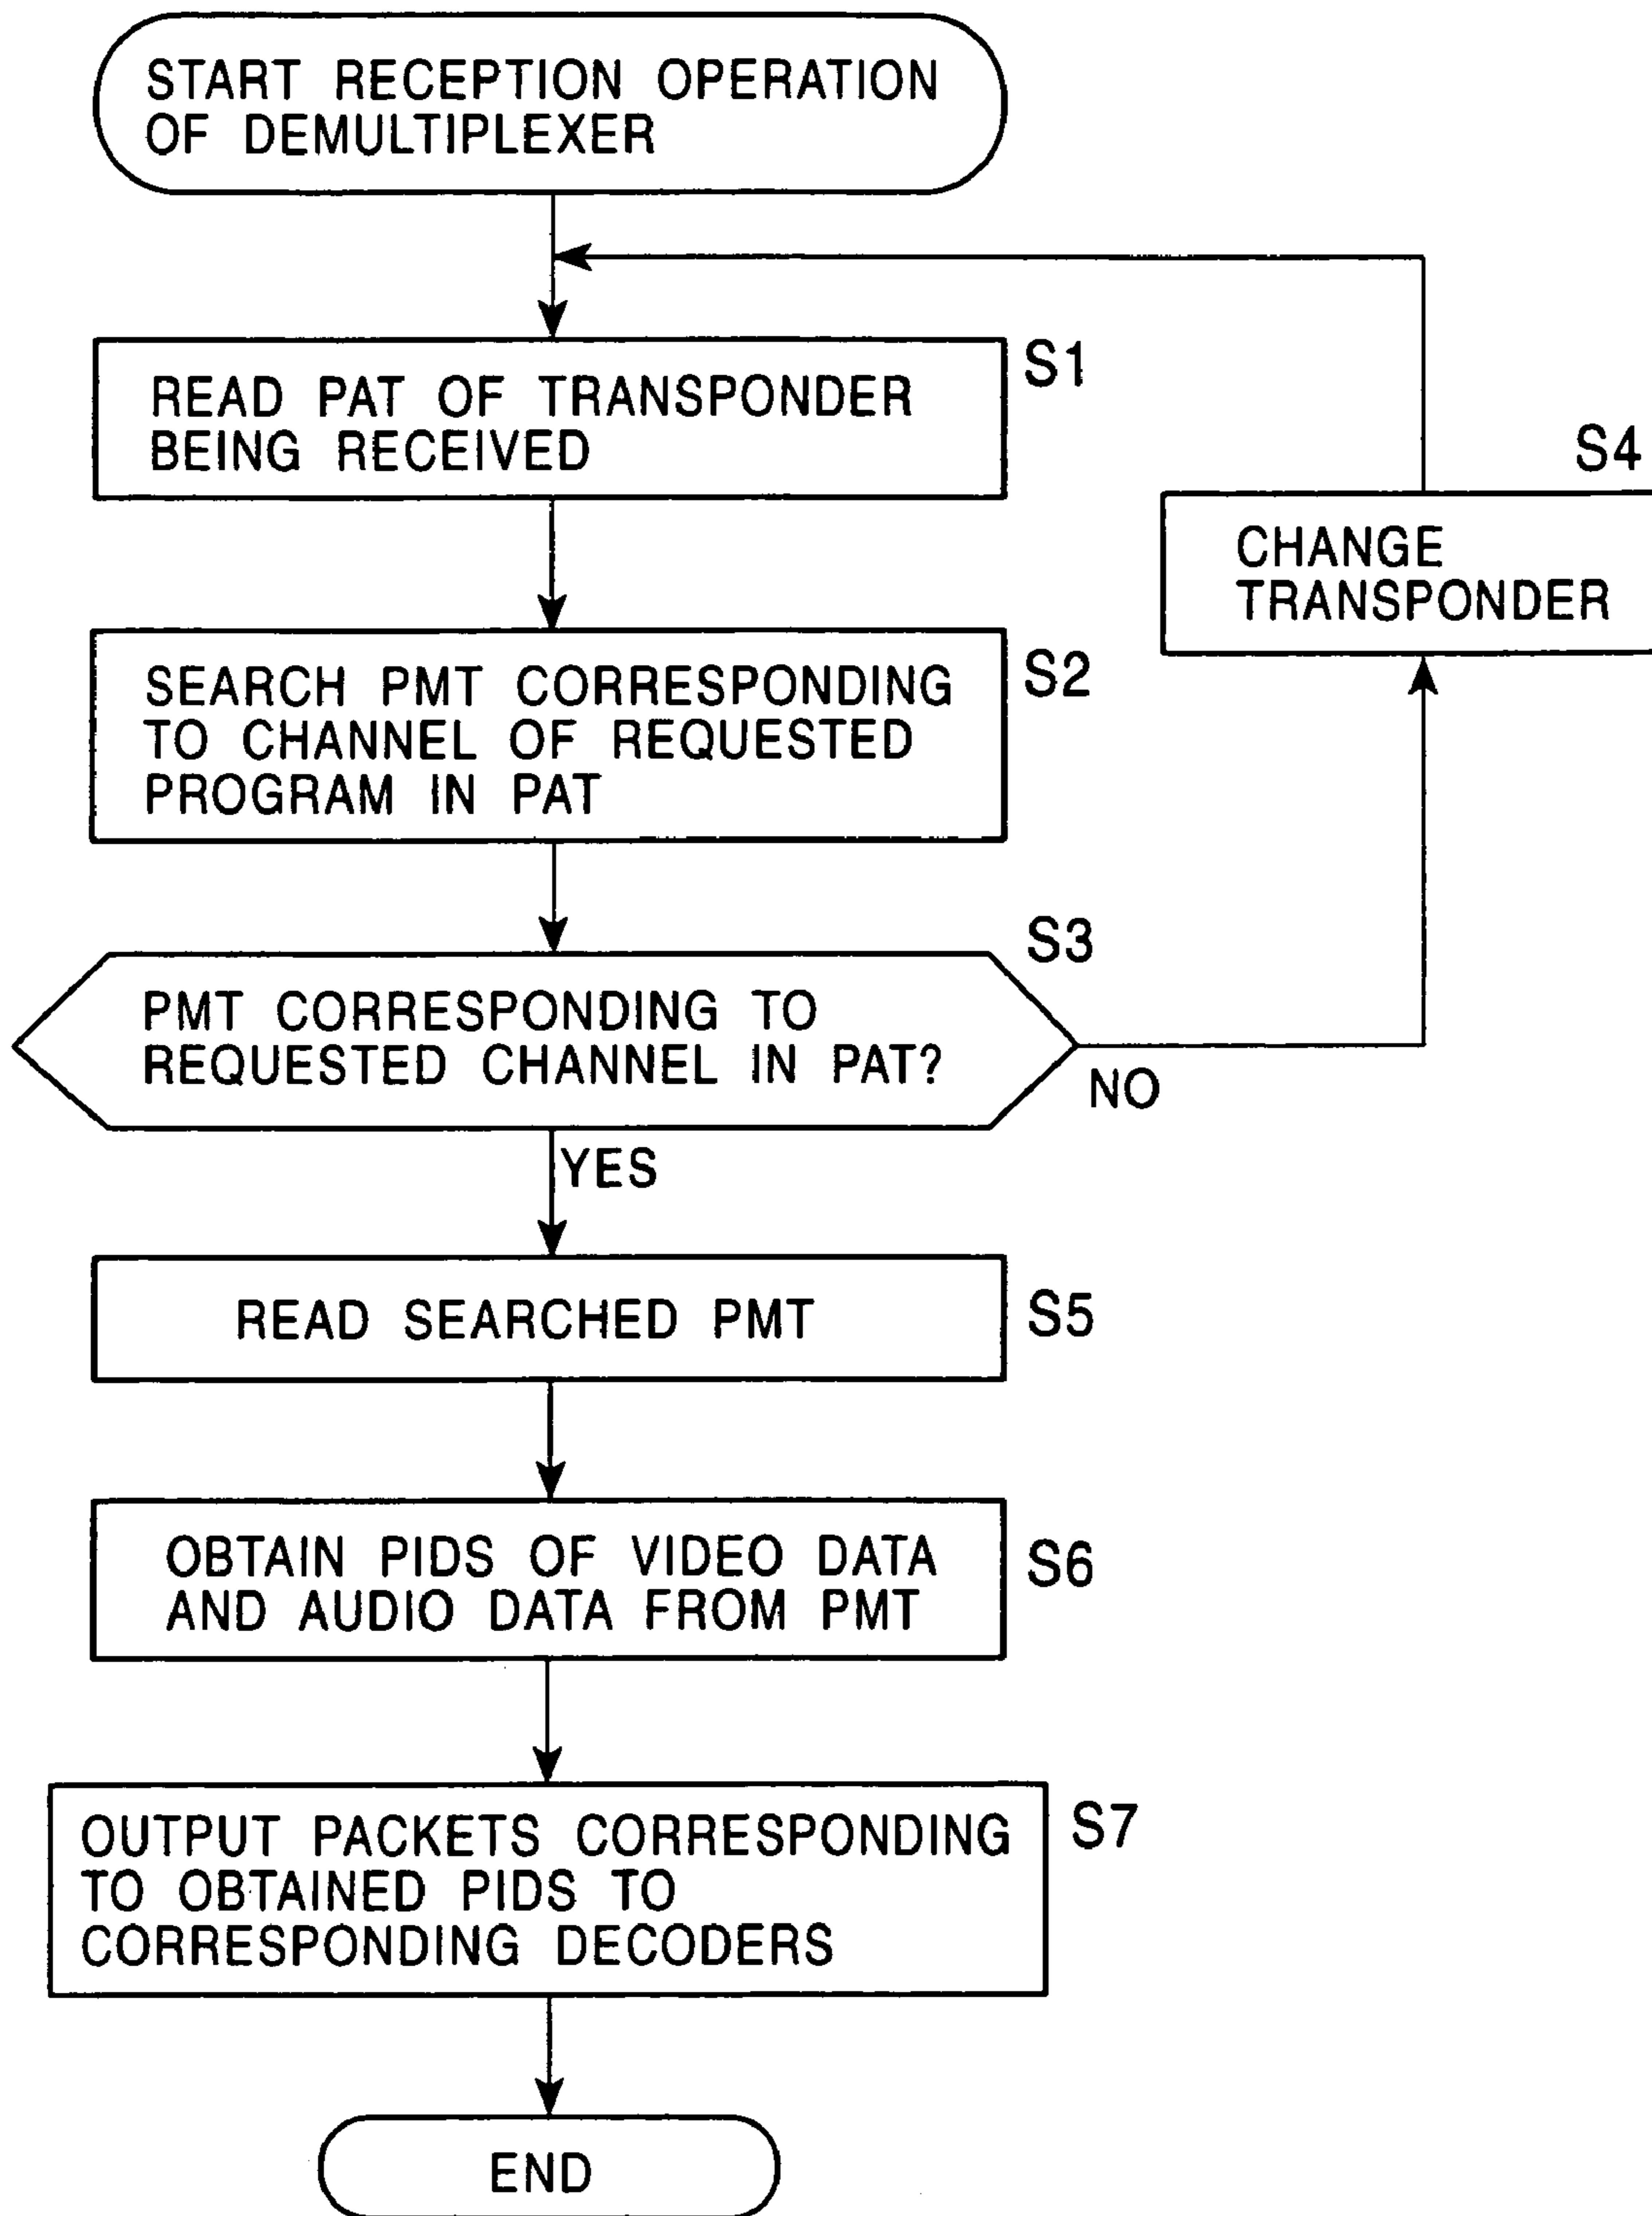 START RECEPTION OPERATION
OF DEMULTIPLEXER
READ PAT OF TRANSPONDER
BEING RECEIVED
S1
S4
CHANGE
TRANSPONDER
SEARCH PMT CORRESPONDING
TO CHANNEL OF REQUESTED
PROGRAM IN PAT
S2
S3
PMT CORRESPONDING TO
REQUESTED CHANNEL IN PAT?
NO
YES
READ SEARCHED PMT
S5
OBTAIN PIDS OF VIDEO DATA
AND AUDIO DATA FROM PMT
S6
OUTPUT PACKETS CORRESPONDING
TO OBTAINED PIDS TO
CORRESPONDING DECODERS
S7
END